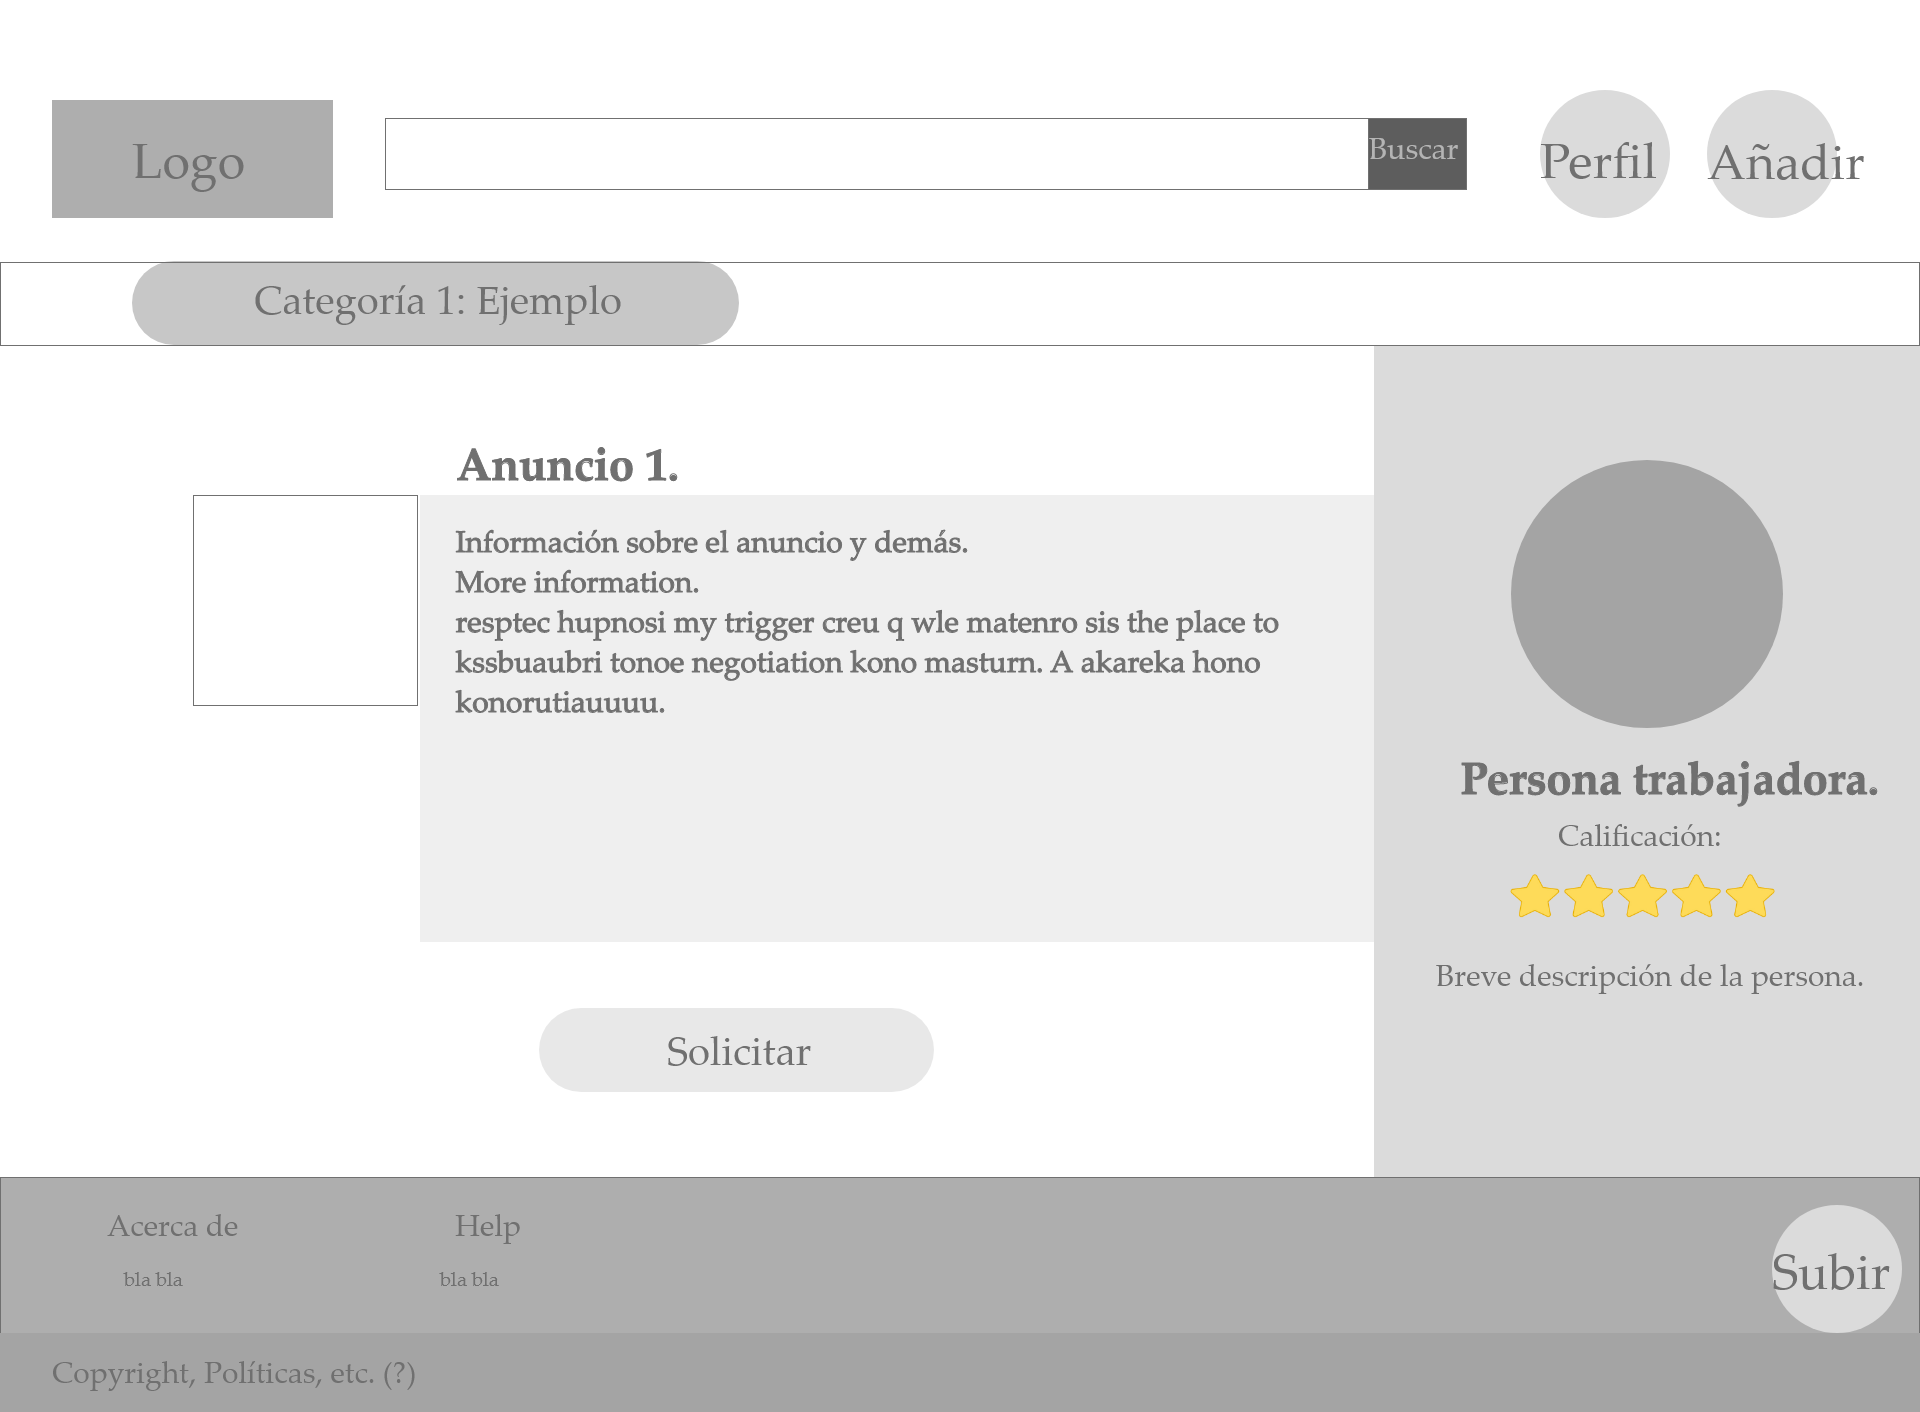 Logo
Buscar
Perfil
Añadir
Categoría 1: Ejemplo
Anuncio 1.
Información sobre el anuncio y demás.
More information.
resptec hupnosi my trigger creu q wle matenro sis the place to
kssbuaubri tonoe negotiation kono masturn. A akareka hono
konorutiauuuu.
Solicitar
Persona trabajadora.
Calificación:
Breve descripción de la persona.
Acerca de
Help
bla bla
bla bla
Subir
Copyright, Políticas, etc. (?)